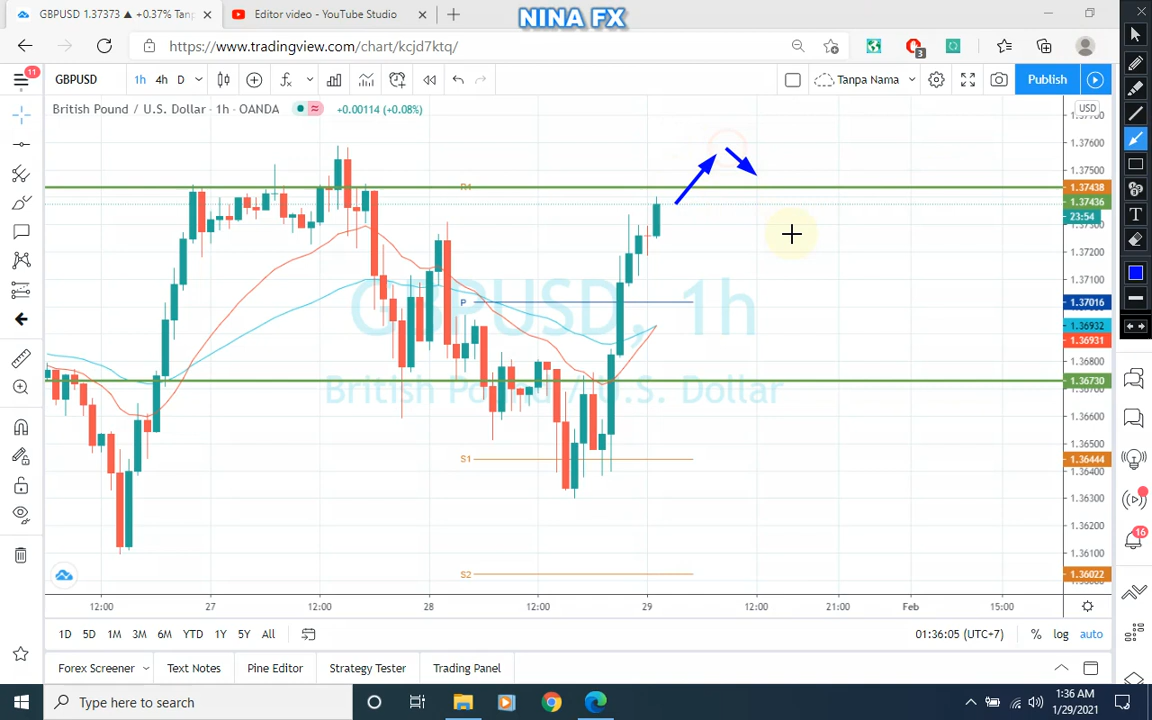 GBPUSD 1.37373 ▲ +0.37% Tanp
Editor video - YouTube Studio
NINA FX
https://www.tradingview.com/chart/kcjd7ktq/
3
11
GBPUSD
1h
4h
D
Tanpa Nama
Publish
British Pound / U.S. Dollar · 1h · OANDA
+0.00114 (+0.08%)
USD
GBPUSD, 1h
British Pound / U.S. Dollar
R1
P
S1
S2
1.37600
1.37500
1.37438
1.37436
23:54
1.37300
1.37200
1.37100
1.37016
1.36932
1.36931
1.36800
1.36730
1.36600
1.36500
1.36444
1.36300
1.36200
1.36100
1.36022
T
16
12:00
27
12:00
28
12:00
29
12:00
21:00
Feb
15:00
1D
5D
1M
3M
6M
YTD
1Y
5Y
All
01:36:05 (UTC+7)
%
log
auto
Forex Screener
Text Notes
Pine Editor
Strategy Tester
Trading Panel
Type here to search
1:36 AM
1/29/2021